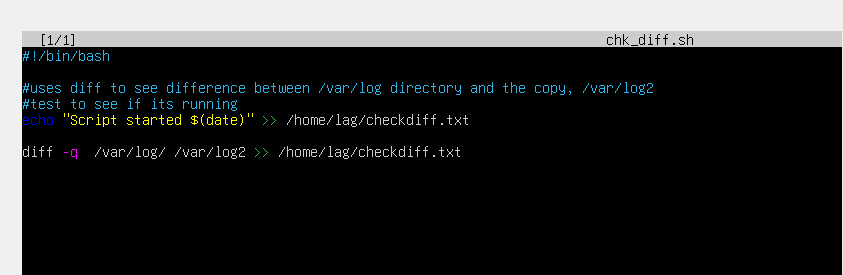 [1/1] chk_diff.sh
#!/bin/bash
#uses diff to see difference between /var/log directory and the copy, /var/log2
#test to see if its running
echo "Script started $(date)" >> /home/lag/checkdiff.txt
diff -q  /var/log/ /var/log2 >> /home/lag/checkdiff.txt